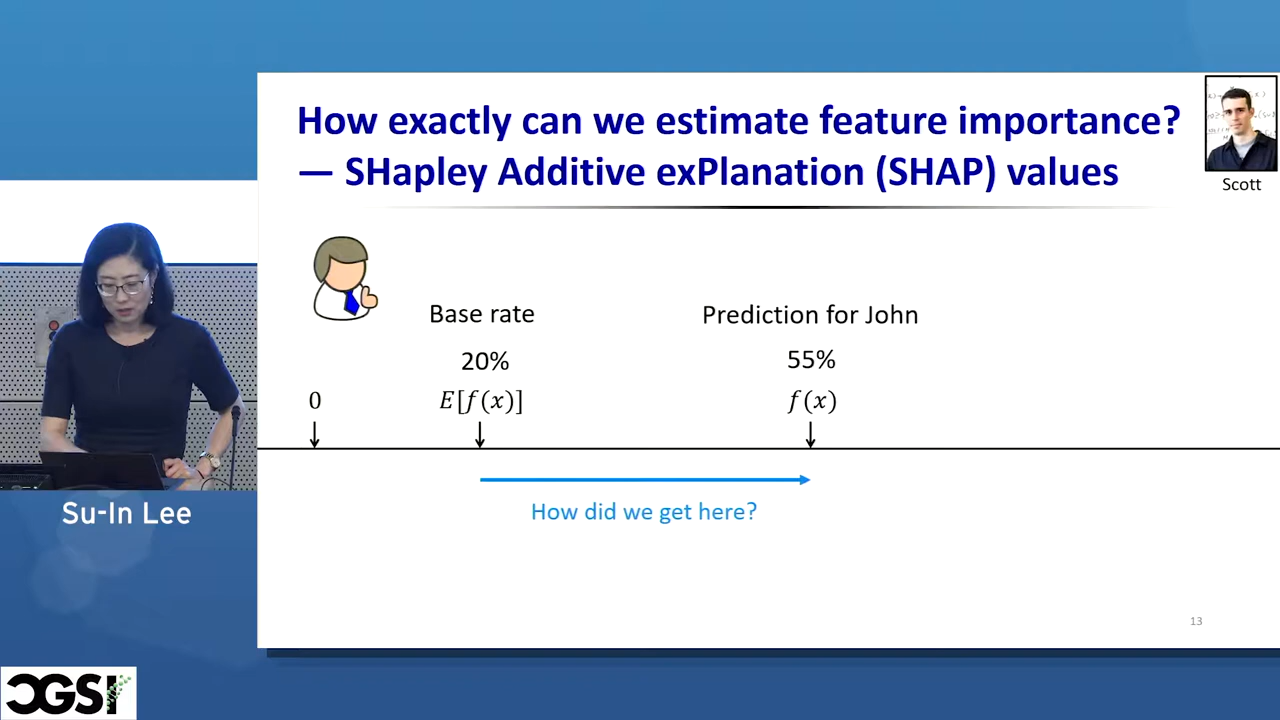 How exactly can we estimate feature importance?
— SHapley Additive exPlanation (SHAP) values
Scott
Base rate
Prediction for John
20%
55%
0
E[f(x)]
f(x)
How did we get here?
Su-In Lee
13
CGSI